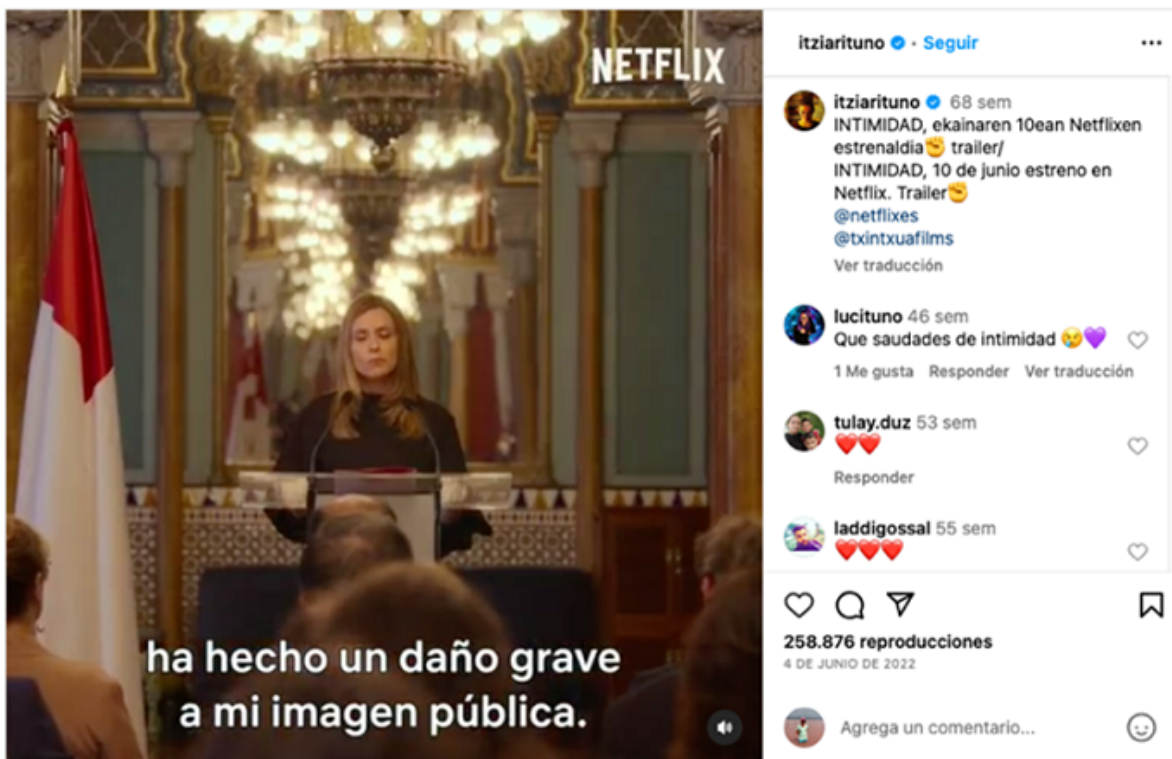 NETFLIX
ha hecho un daño grave
a mi imagen pública.
itziarituno • Seguir
itziarituno 68 sem
INTIMIDAD, ekainaren 10ean Netflixen
estrenaldia✊ trailer/
INTIMIDAD, 10 de junio estreno en
Netflix. Trailer✊
@netflixes
@txintxuafilms
Ver traducción
lucituno 46 sem
Que saudades de intimidad 😢💜
1 Me gusta Responder Ver traducción
tulay.duz 53 sem
❤️❤️
Responder
laddigossal 55 sem
❤️❤️❤️
258.876 reproducciones
4 DE JUNIO DE 2022
Agrega un comentario...